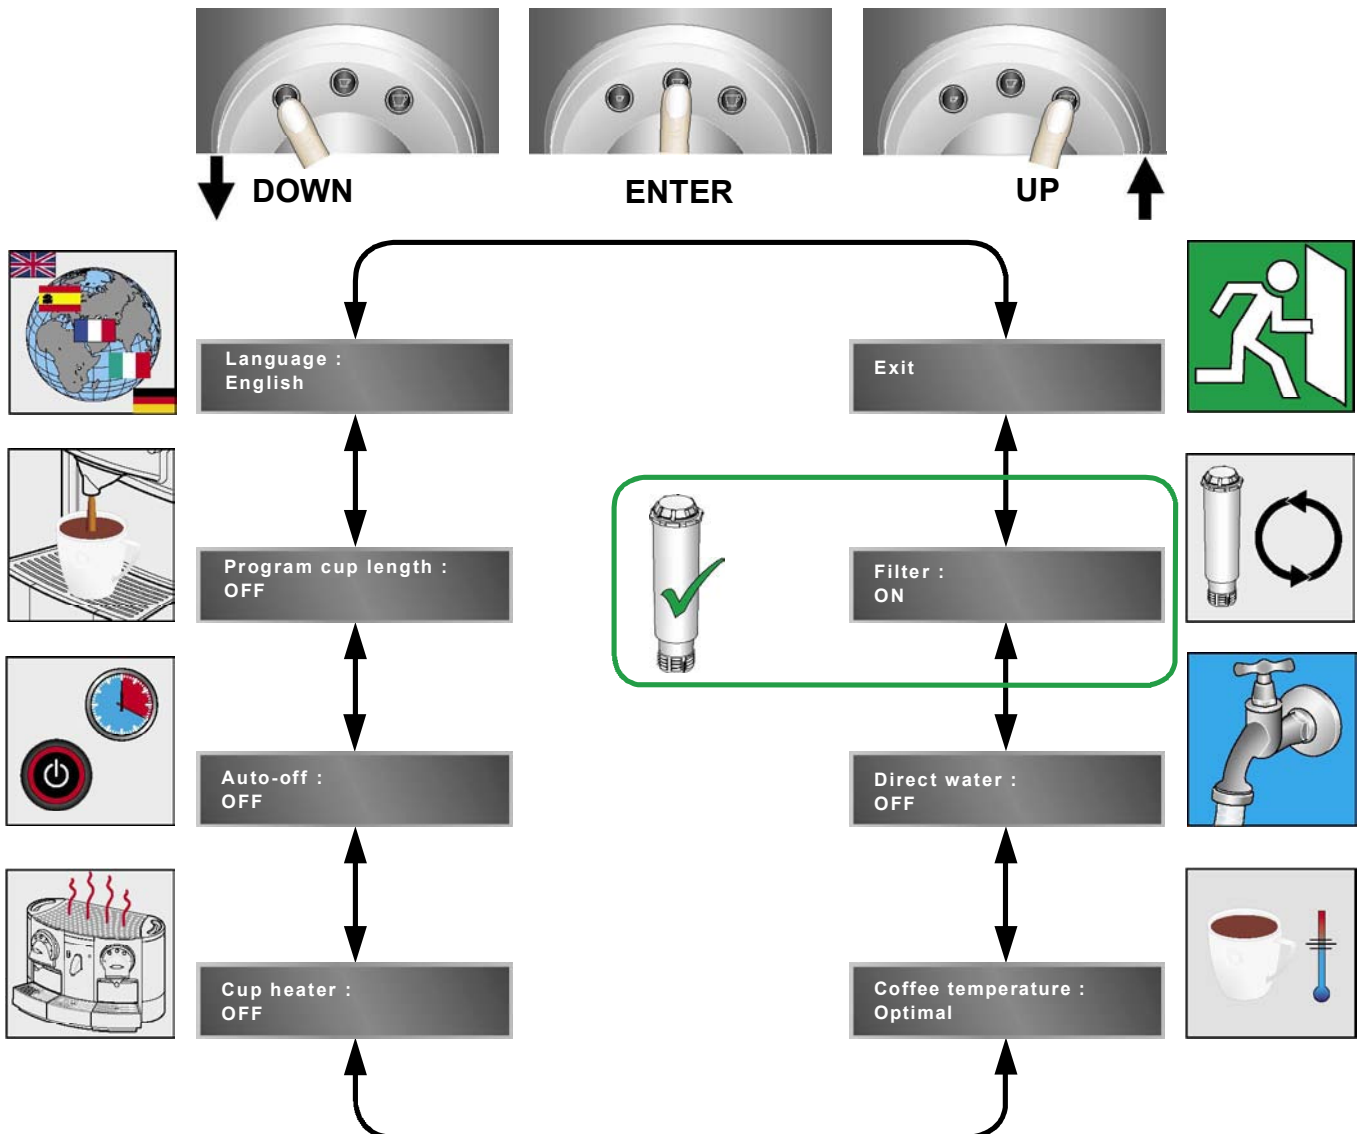 DOWN
ENTER
UP
Language :
English
Exit
Program cup length :
OFF
Filter :
ON
Auto-off :
OFF
Direct water :
OFF
Cup heater :
OFF
Coffee temperature :
Optimal